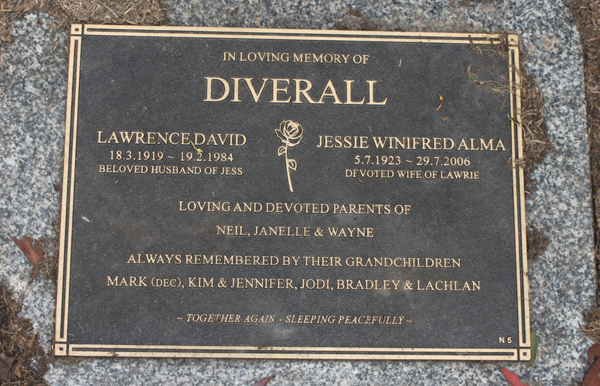 IN LOVING MEMORY OF
DIVERALL
LAWRENCE DAVID
18.3.1919 ~ 19.2.1984
BELOVED HUSBAND OF JESS
JESSIE WINIFRED ALMA
5.7.1923 ~ 29.7.2006
DEVOTED WIFE OF LAWRIE
LOVING AND DEVOTED PARENTS OF
NEIL, JANELLE & WAYNE
ALWAYS REMEMBERED BY THEIR GRANDCHILDREN
MARK (DEC), KIM & JENNIFER, JODI, BRADLEY & LACHLAN
~ TOGETHER AGAIN - SLEEPING PEACEFULLY ~
N 5